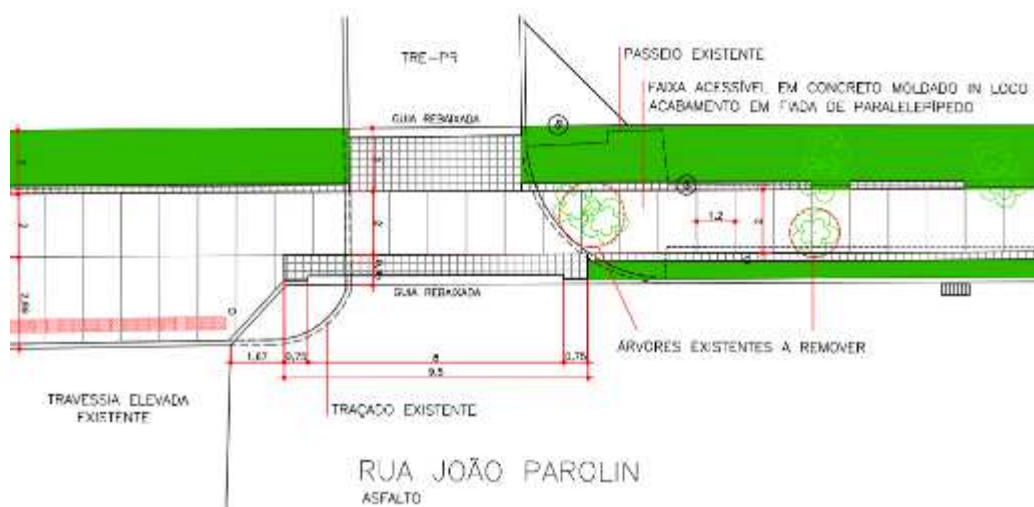 TRE-PR
PASSEIO EXISTENTE
FAIXA ACESSÍVEL EM CONCRETO MOLDADO IN LOCO
ACABAMENTO EM FIADA DE PARALELEPÍPEDO
GUIA REBAIXADA
1.2
2
2
GUIA REBAIXADA
ÁRVORES EXISTENTES A REMOVER
1.67
0.75
8
0.75
9.5
TRAVESSIA ELEVADA
EXISTENTE
TRAÇADO EXISTENTE
RUA JOÃO PAROLIN
ASFALTO